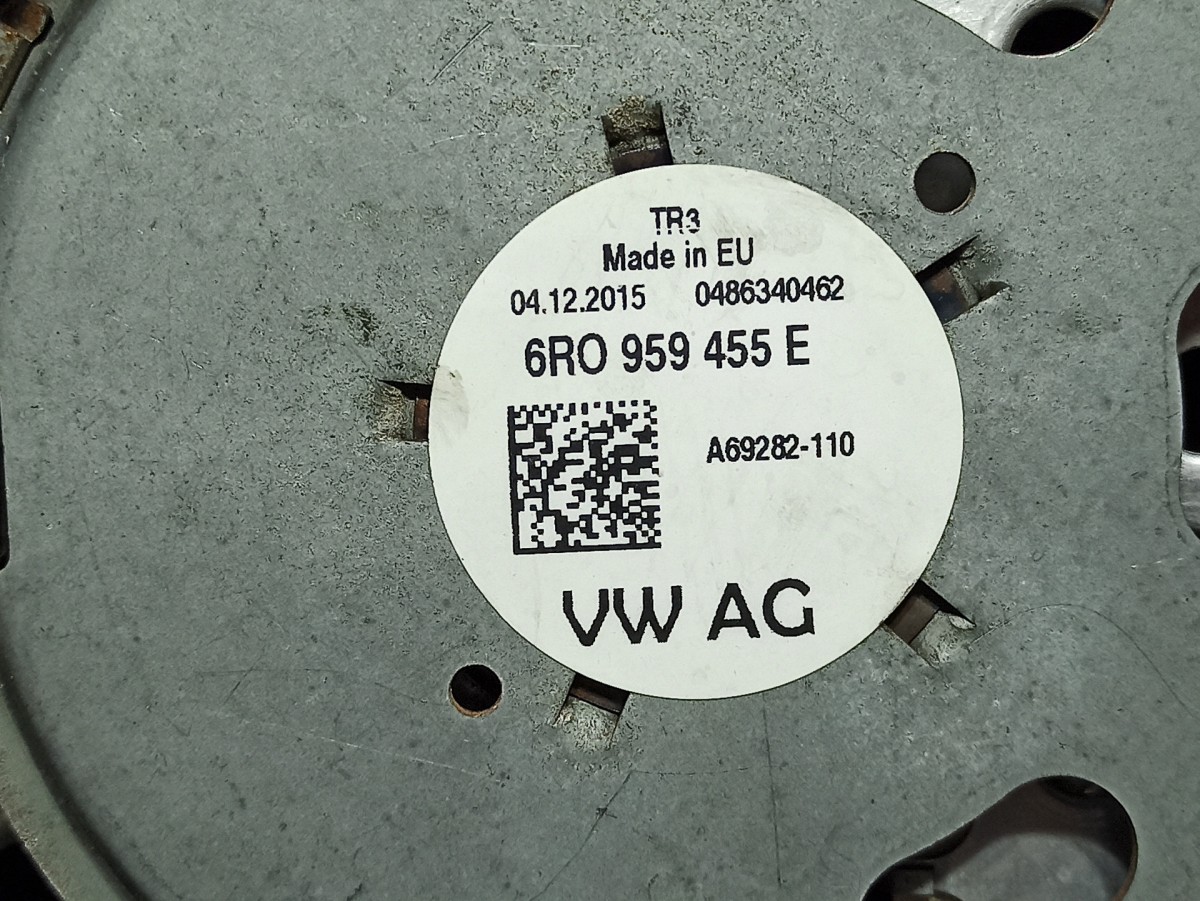 TR3
Made in EU
04.12.2015 0486340462
6RO 959 455 E
A69282-110
VW AG